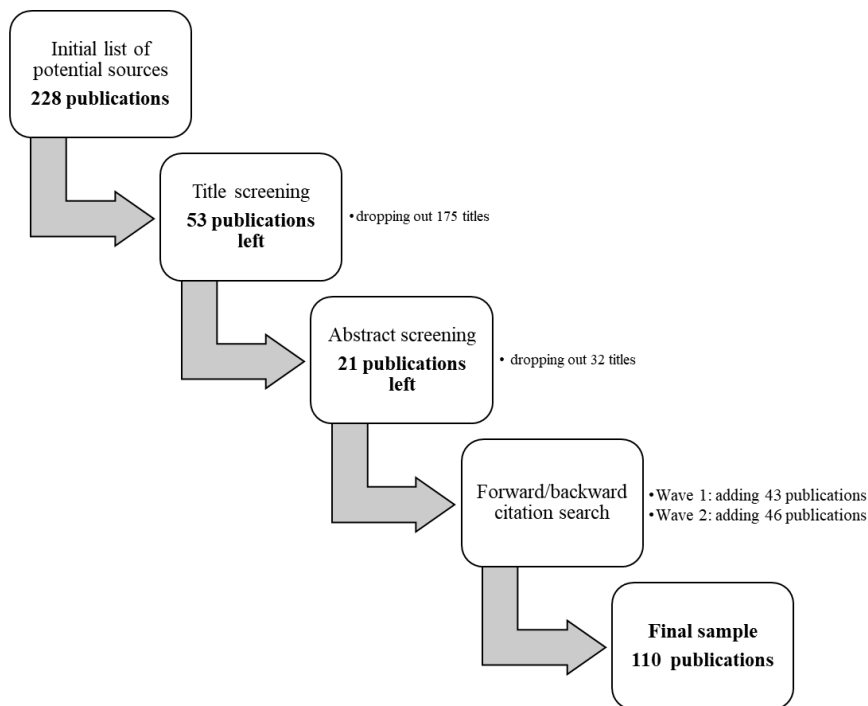 Initial list of
potential sources
228 publications
Title screening
53 publications
left
•dropping out 175 titles
Abstract screening
21 publications
left
• dropping out 32 titles
Forward/backward
citation search
•Wave 1: adding 43 publications
•Wave 2: adding 46 publications
Final sample
110 publications